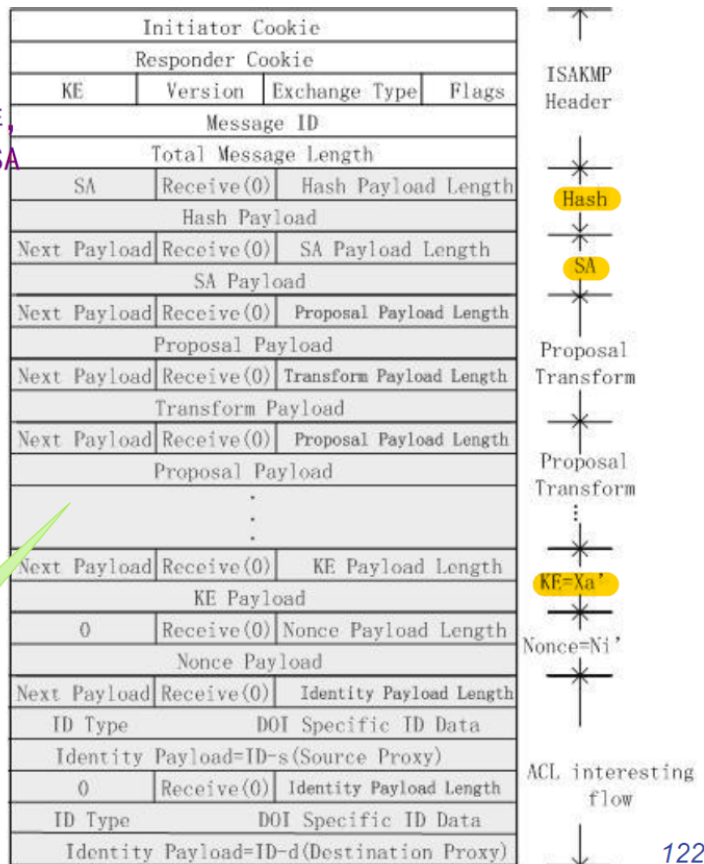 Initiator Cookie
Responder Cookie
KE Version Exchange Type Flags
Message ID
Total Message Length
ISAKMP
Header
SA
SA Receive(0) Hash Payload Length
Hash Payload
Hash
Next Payload Receive(0) SA Payload Length
SA Payload
SA
Next Payload Receive(0) Proposal Payload Length
Proposal Payload
Next Payload Receive(0) Transform Payload Length
Transform Payload
Proposal
Transform
Next Payload Receive(0) Proposal Payload Length
Proposal Payload
Proposal
Transform
Next Payload Receive(0) KE Payload Length
KE Payload
KE=Xa'
0 Receive(0) Nonce Payload Length
Nonce Payload
Nonce=Ni'
Next Payload Receive(0) Identity Payload Length
ID Type DOI Specific ID Data
Identity Payload=ID-s(Source Proxy)
0 Receive(0) Identity Payload Length
ID Type DOI Specific ID Data
Identity Payload=ID-d(Destination Proxy)
ACL interesting
flow
122